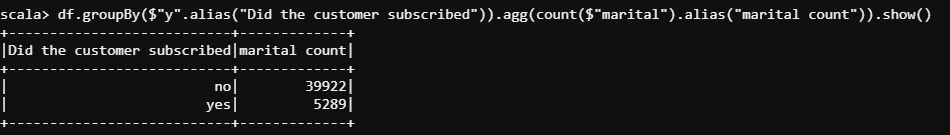 scala> df.groupBy($"y".alias("Did the customer subscribed")).agg(count($"marital").alias("marital count")).show()
+---------------------------+-------------+
|Did the customer subscribed|marital count|
+---------------------------+-------------+
|                         no|        39922|
|                        yes|         5289|
+---------------------------+-------------+